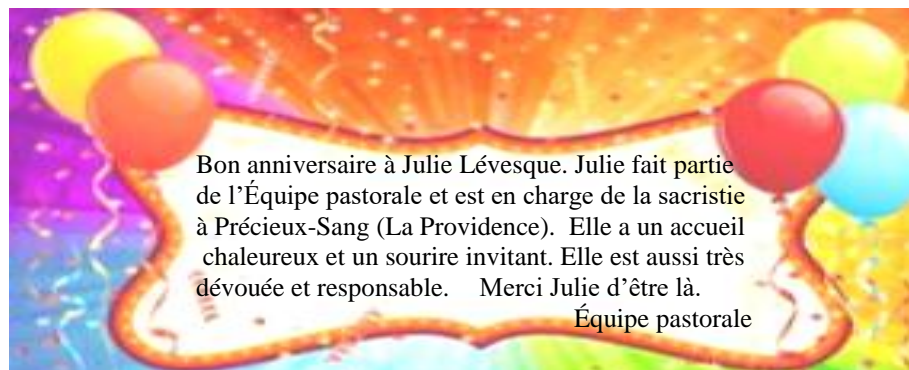 Bon anniversaire à Julie Lévesque. Julie fait partie
de l’Équipe pastorale et est en charge de la sacristie
à Précieux-Sang (La Providence). Elle a un accueil
chaleureux et un sourire invitant. Elle est aussi très
dévouée et responsable. Merci Julie d’être là.
Équipe pastorale